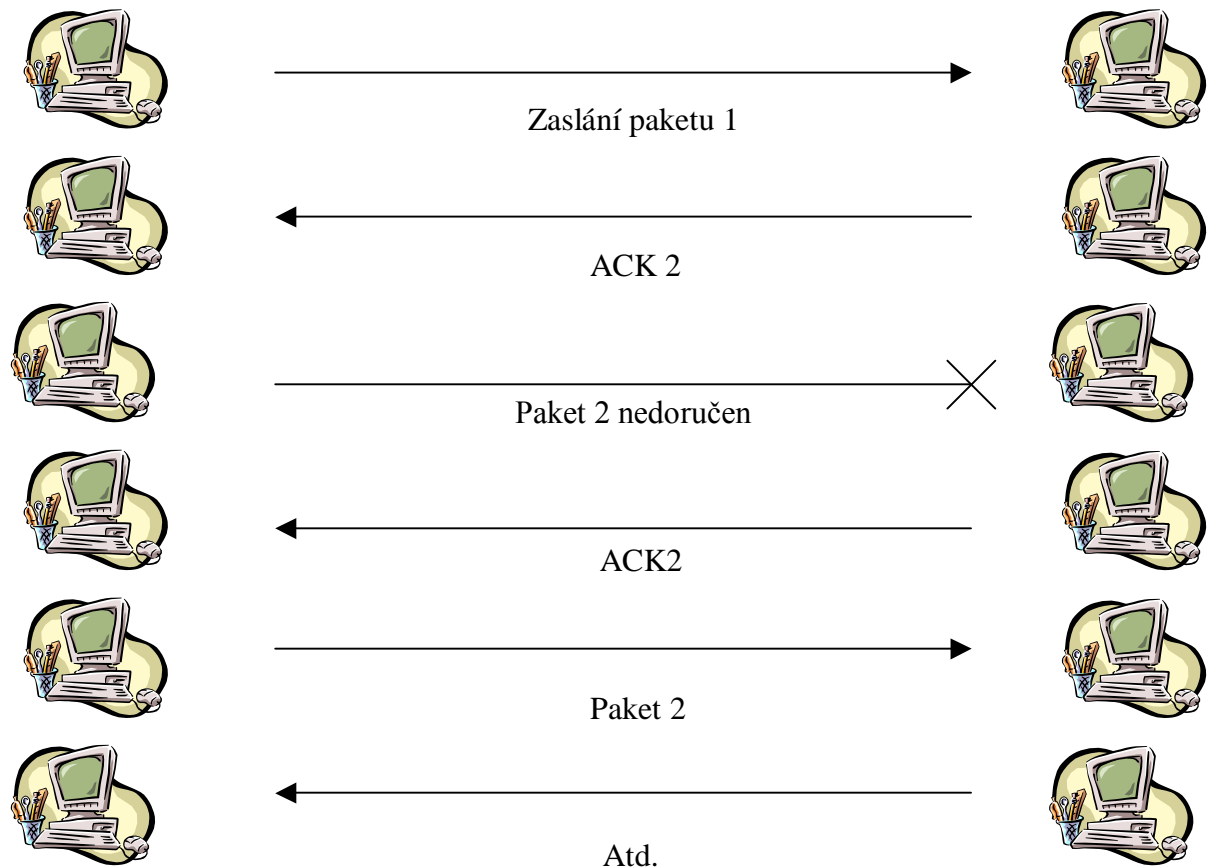 Zaslání paketu 1
ACK 2
Paket 2 nedoručen
ACK2
Paket 2
Atd.